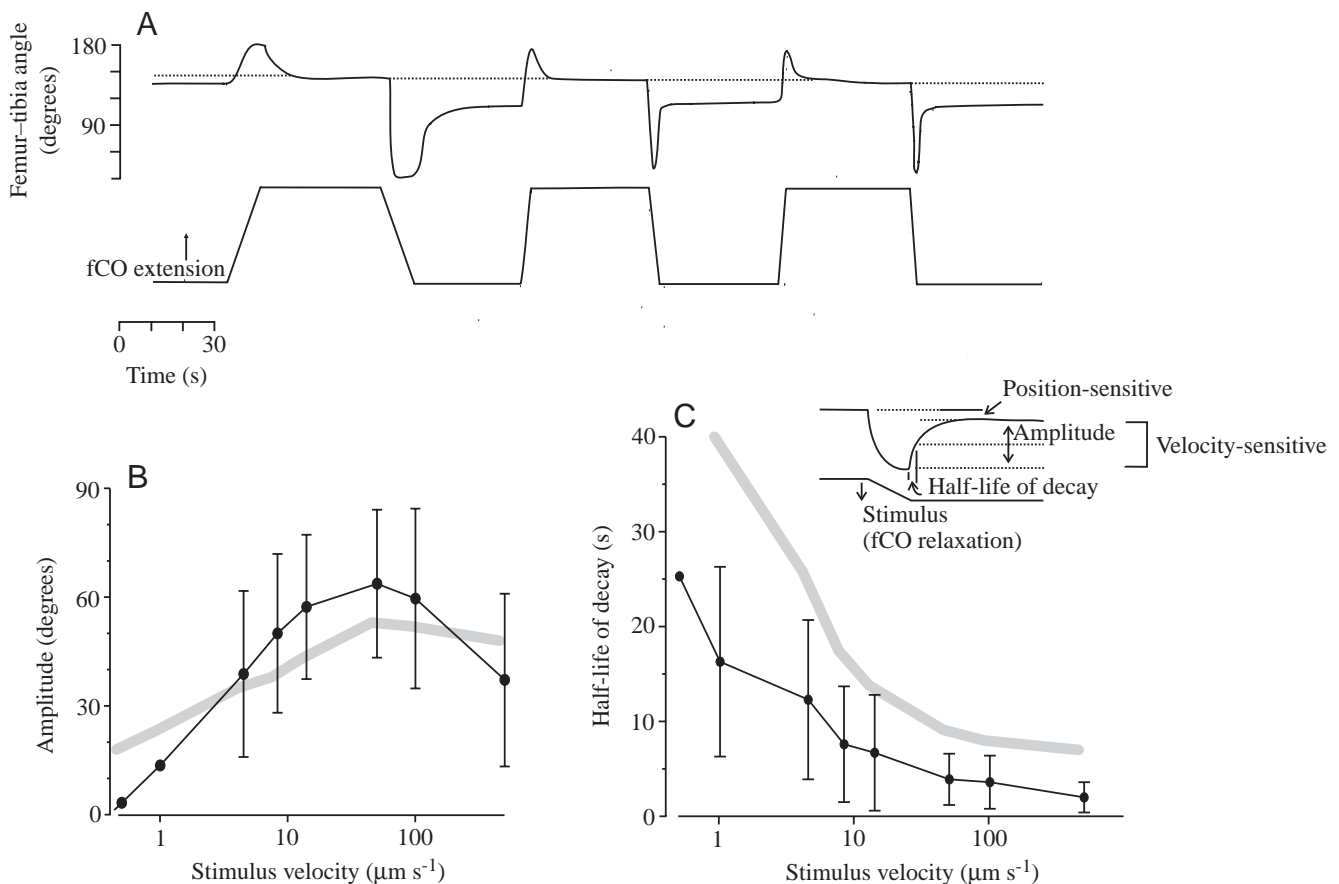 A
Femur–tibia angle
(degrees)
180
90
fCO extension
0 30
Time (s)
B
Amplitude (degrees)
90
60
30
0
1 10 100
Stimulus velocity (μm s-1)
C
Half-life of decay (s)
40
30
20
10
0
1 10 100
Stimulus velocity (μm s-1)
Position-sensitive
Amplitude
Velocity-sensitive
Half-life of decay
Stimulus
(fCO relaxation)